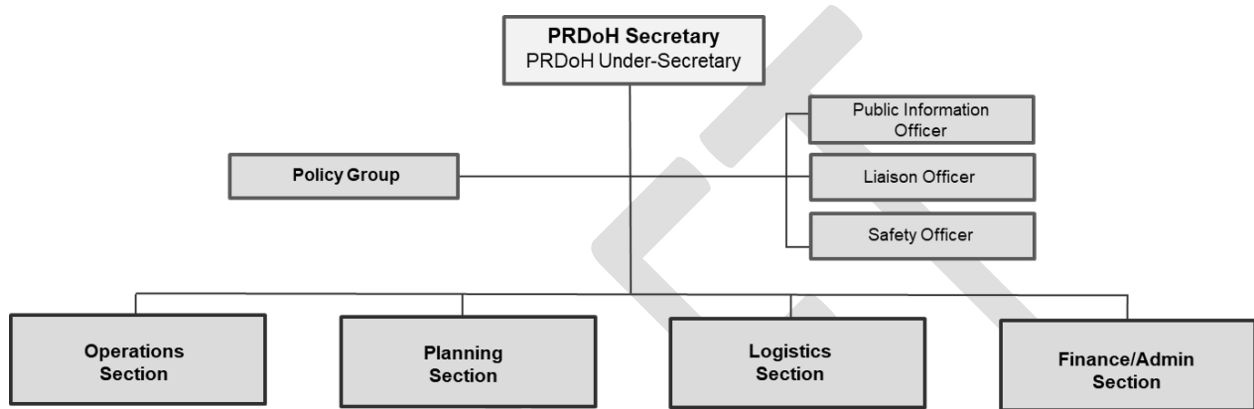 PRDoH Secretary
PRDoH Under-Secretary
Public Information
Officer
Policy Group
Liaison Officer
Safety Officer
Operations
Section
Planning
Section
Logistics
Section
Finance/Admin
Section